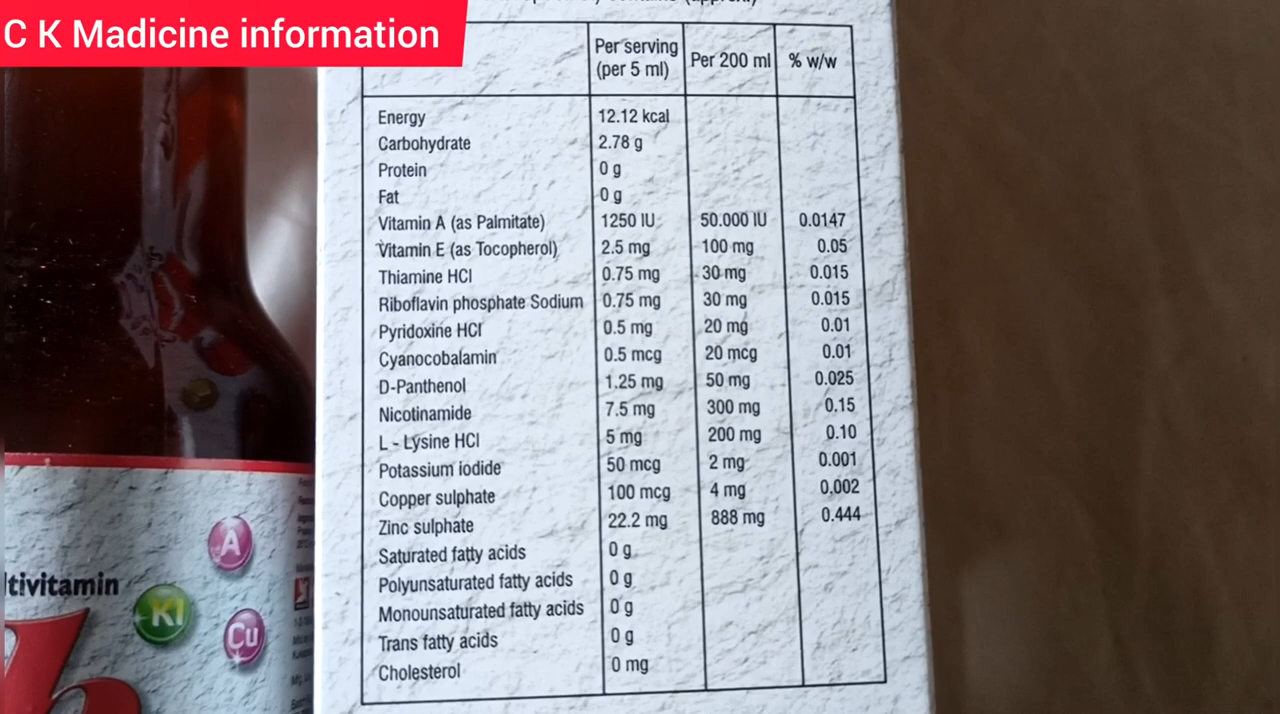 C K Madicine information
Per serving (per 5 ml) Per 200 ml % w/w
Energy 12.12 kcal
Carbohydrate 2.78 g
Protein 0 g
Fat 0 g
Vitamin A (as Palmitate) 1250 IU 50.000 IU 0.0147
Vitamin E (as Tocopherol) 2.5 mg 100 mg 0.05
Thiamine HCl 0.75 mg 30 mg 0.015
Riboflavin phosphate Sodium 0.75 mg 30 mg 0.015
Pyridoxine HCl 0.5 mg 20 mg 0.01
Cyanocobalamin 0.5 mcg 20 mcg 0.01
D-Panthenol 1.25 mg 50 mg 0.025
Nicotinamide 7.5 mg 300 mg 0.15
L - Lysine HCl 5 mg 200 mg 0.10
Potassium iodide 50 mcg 2 mg 0.001
Copper sulphate 100 mcg 4 mg 0.002
Zinc sulphate 22.2 mg 888 mg 0.444
Saturated fatty acids 0 g
Polyunsaturated fatty acids 0 g
Monounsaturated fatty acids 0 g
Trans fatty acids 0 g
Cholesterol 0 mg
A
tivitamin
KI
Cu